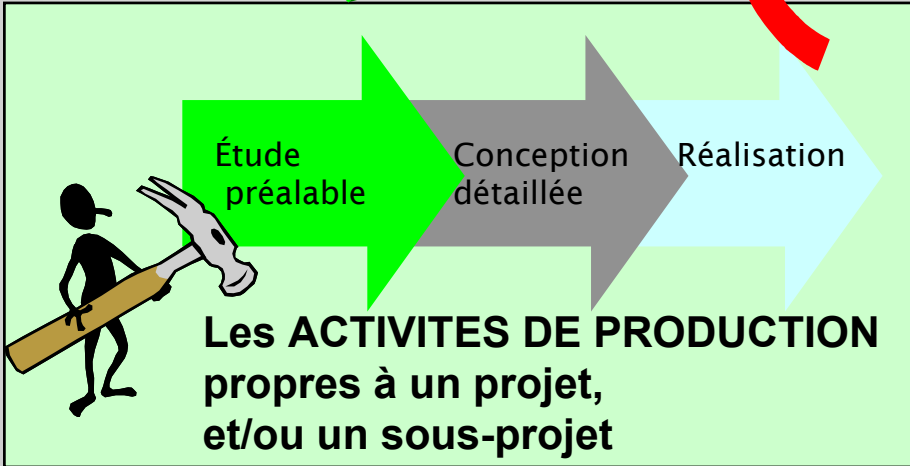 Étude
préalable
Conception
détaillée
Réalisation
Les ACTIVITES DE PRODUCTION
propres à un projet,
et/ou un sous-projet